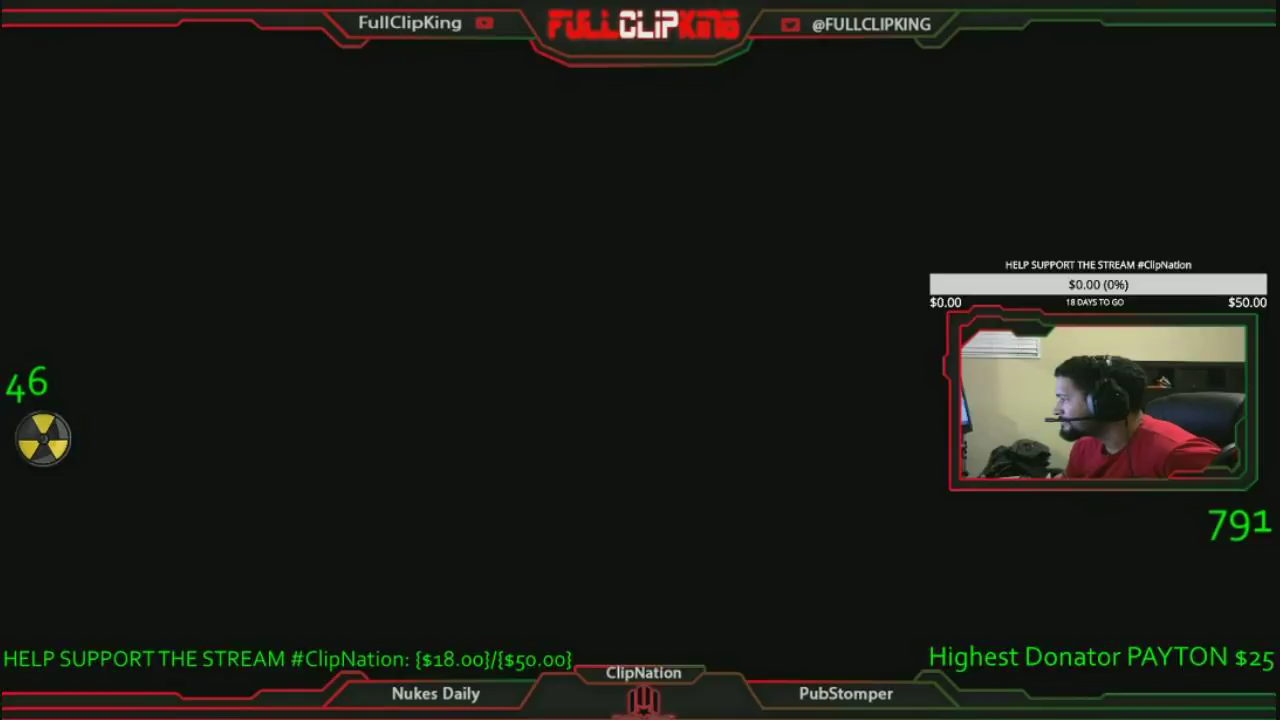 FullClipKing
FULLCLIPKING
@FULLCLIPKING
HELP SUPPORT THE STREAM #ClipNation
$0.00 (0%)
$0.00
18 DAYS TO GO
$50.00
46
791
HELP SUPPORT THE STREAM #ClipNation: {$18.00}/{$50.00}
Highest Donator PAYTON $25
ClipNation
Nukes Daily
PubStomper